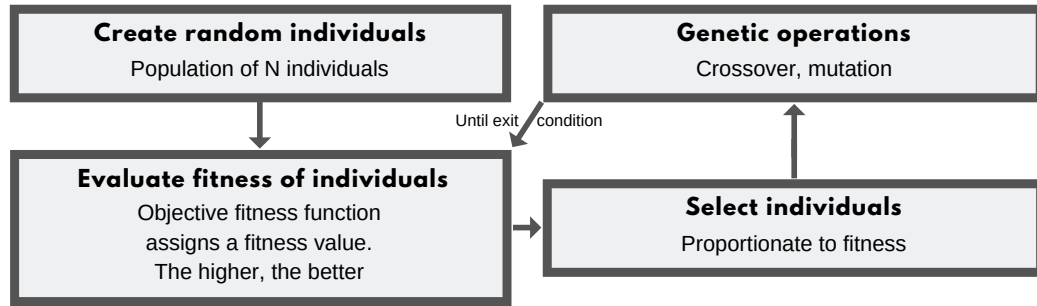 Create random individuals
Population of N individuals
Genetic operations
Crossover, mutation
Until exit condition
Evaluate fitness of individuals
Objective fitness function
assigns a fitness value.
The higher, the better
Select individuals
Proportionate to fitness